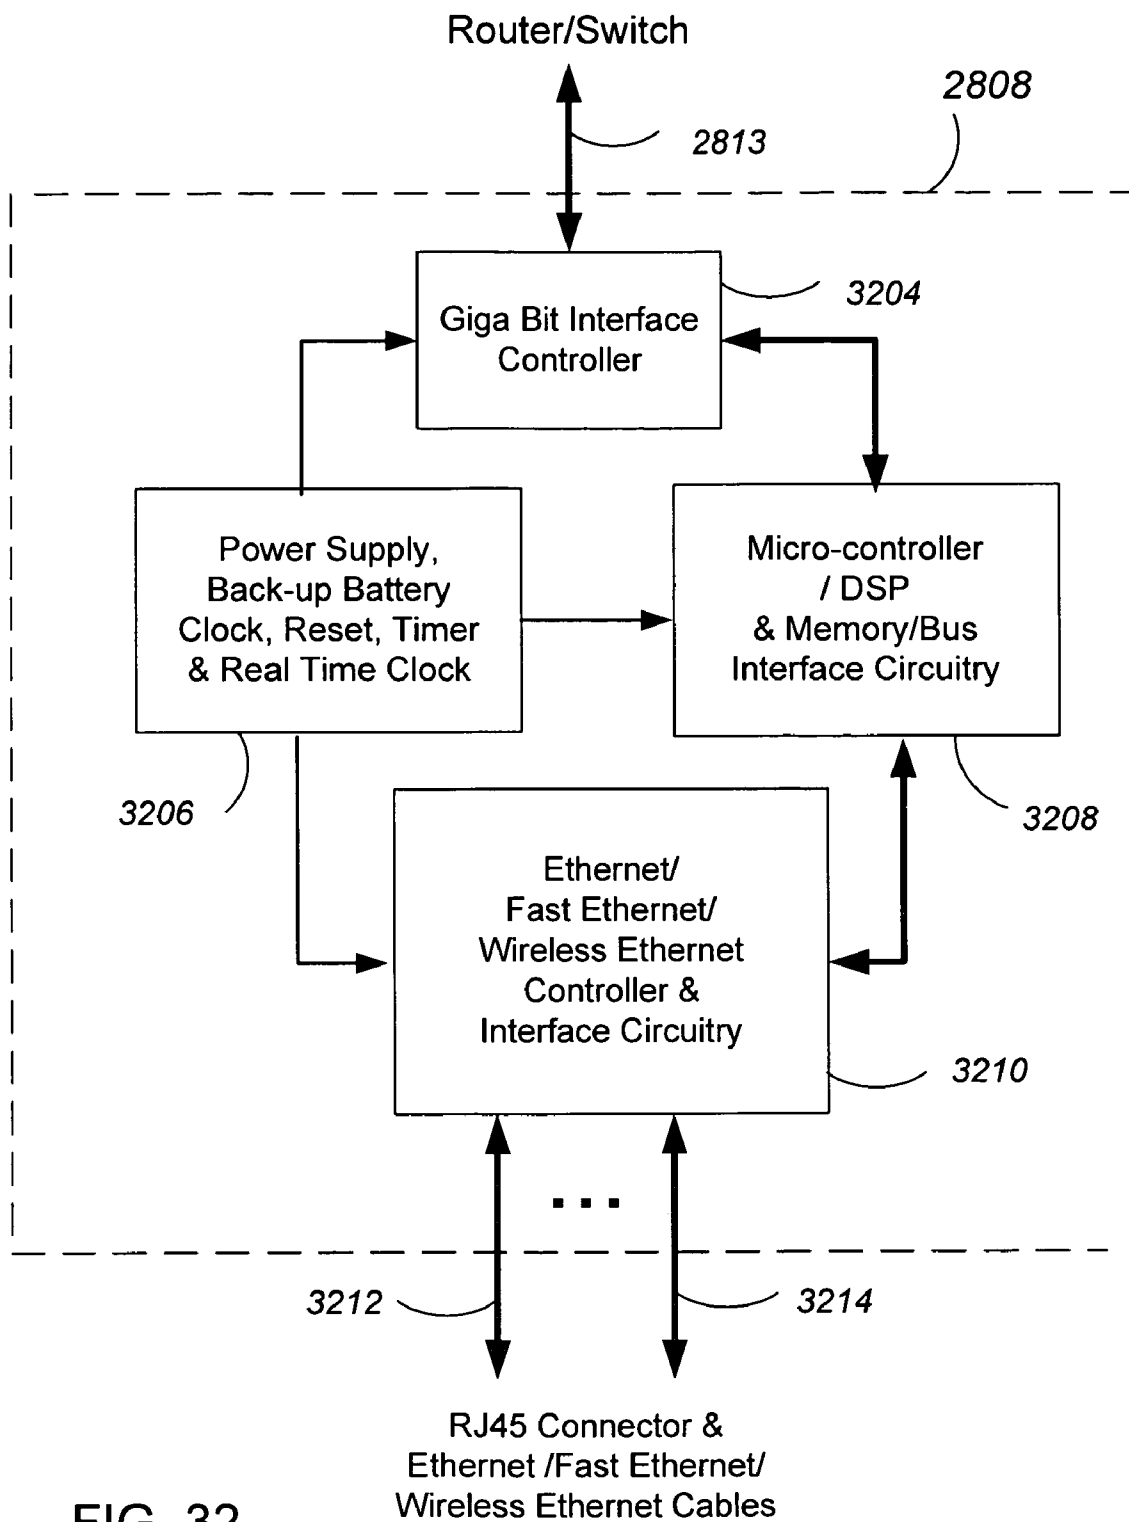 Router/Switch
2808
2813
3204
Giga Bit Interface
Controller
Power Supply,
Back-up Battery
Clock, Reset, Timer
& Real Time Clock
Micro-controller
/ DSP
& Memory/Bus
Interface Circuitry
3206
3208
Ethernet/
Fast Ethernet/
Wireless Ethernet
Controller &
Interface Circuitry
3210
...
3212
3214
RJ45 Connector &
Ethernet /Fast Ethernet/
Wireless Ethernet Cables
FIG. 32